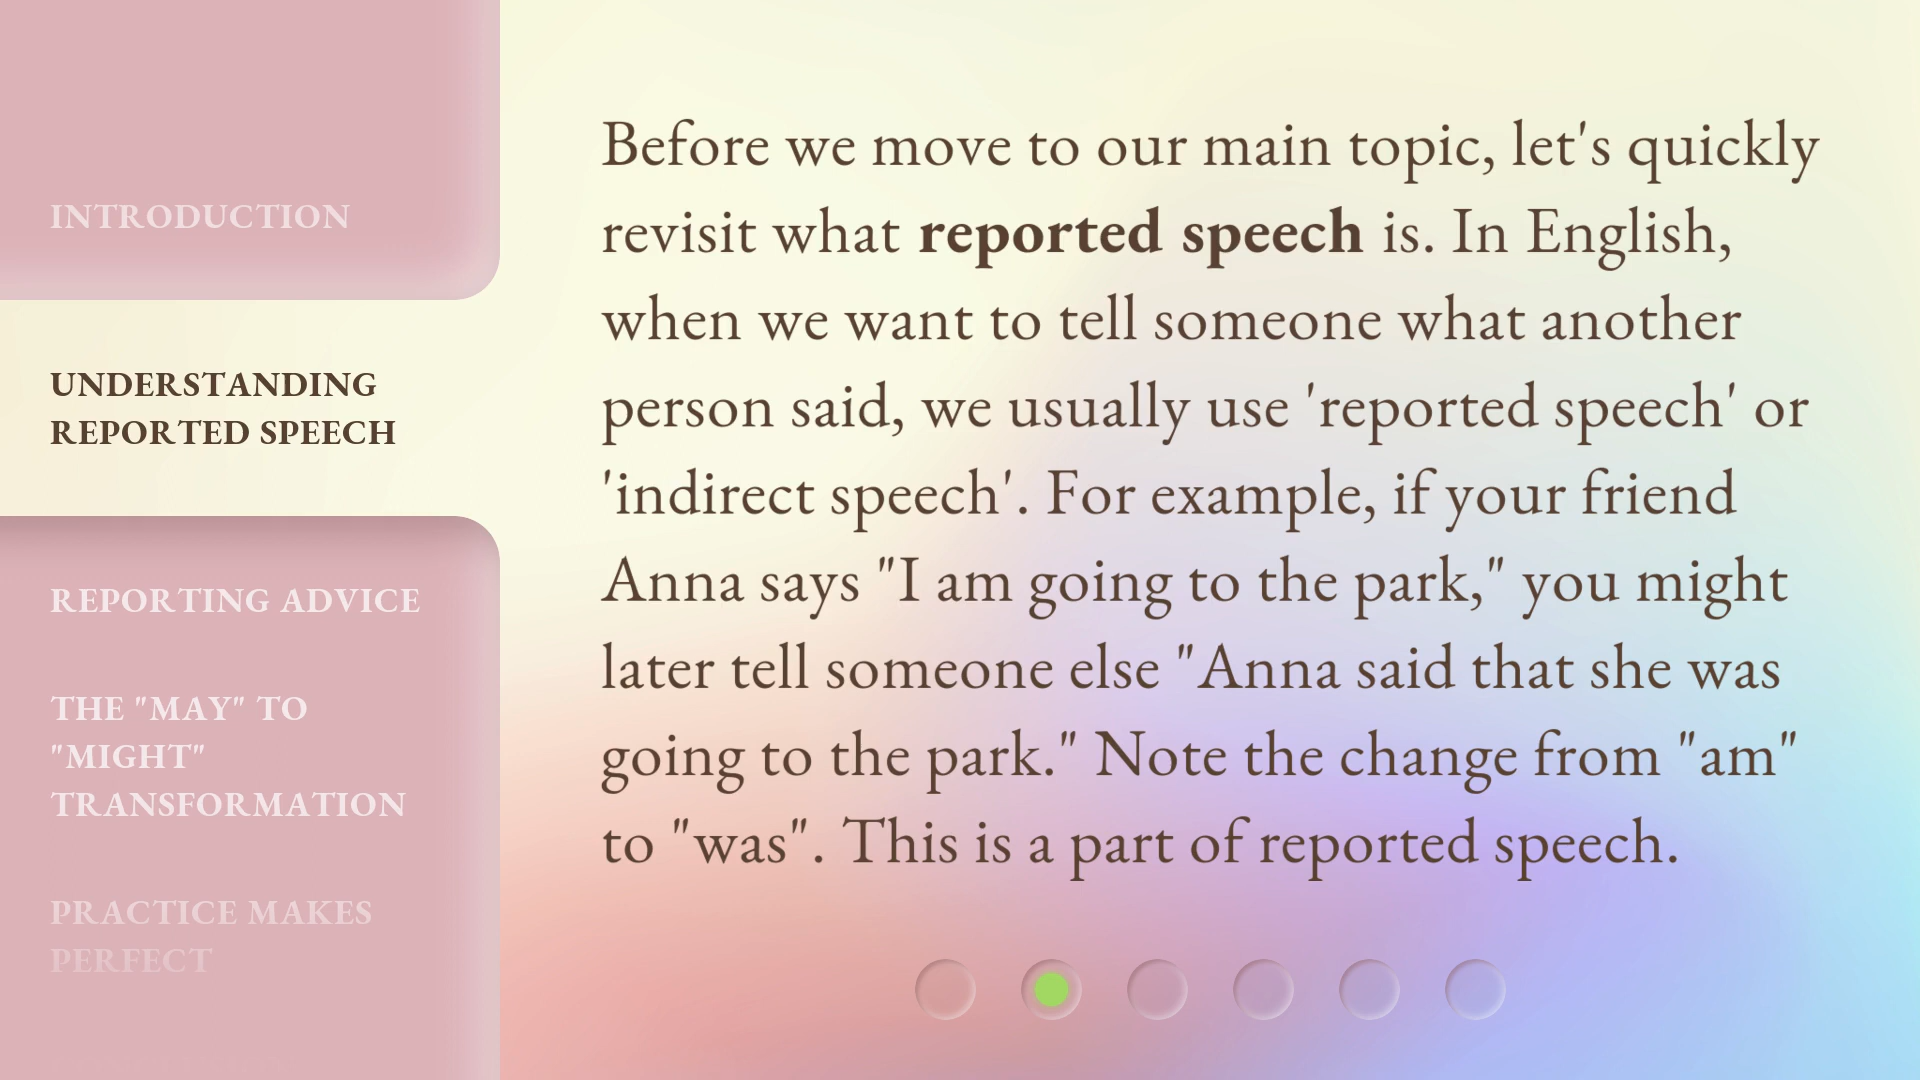 INTRODUCTION
UNDERSTANDING
REPORTED SPEECH
REPORTING ADVICE
THE "MAY" TO
"MIGHT"
TRANSFORMATION
PRACTICE MAKES
PERFECT
Before we move to our main topic, let's quickly
revisit what reported speech is. In English,
when we want to tell someone what another
person said, we usually use 'reported speech' or
'indirect speech'. For example, if your friend
Anna says "I am going to the park," you might
later tell someone else "Anna said that she was
going to the park." Note the change from "am"
to "was". This is a part of reported speech.